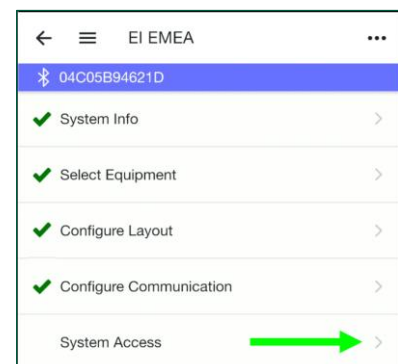 EI EMEA
04C05B94621D
System Info
Select Equipment
Configure Layout
Configure Communication
System Access